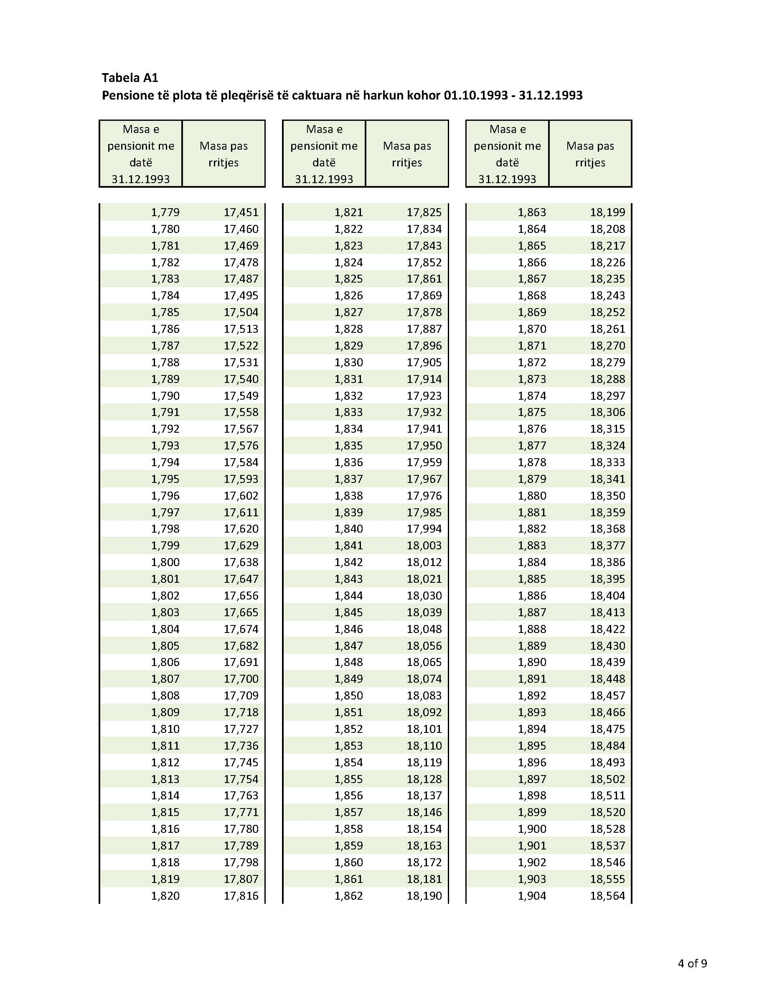 Tabela A1
Pensione të plota të pleqërisë të caktuara në harkun kohor 01.10.1993 - 31.12.1993
Masa e pensionit me datë 31.12.1993 Masa pas rritjes Masa e pensionit me datë 31.12.1993 Masa pas rritjes Masa e pensionit me datë 31.12.1993 Masa pas rritjes
1,779 17,451 1,821 17,825 1,863 18,199
1,780 17,460 1,822 17,834 1,864 18,208
1,781 17,469 1,823 17,843 1,865 18,217
1,782 17,478 1,824 17,852 1,866 18,226
1,783 17,487 1,825 17,861 1,867 18,235
1,784 17,495 1,826 17,869 1,868 18,243
1,785 17,504 1,827 17,878 1,869 18,252
1,786 17,513 1,828 17,887 1,870 18,261
1,787 17,522 1,829 17,896 1,871 18,270
1,788 17,531 1,830 17,905 1,872 18,279
1,789 17,540 1,831 17,914 1,873 18,288
1,790 17,549 1,832 17,923 1,874 18,297
1,791 17,558 1,833 17,932 1,875 18,306
1,792 17,567 1,834 17,941 1,876 18,315
1,793 17,576 1,835 17,950 1,877 18,324
1,794 17,584 1,836 17,959 1,878 18,333
1,795 17,593 1,837 17,967 1,879 18,341
1,796 17,602 1,838 17,976 1,880 18,350
1,797 17,611 1,839 17,985 1,881 18,359
1,798 17,620 1,840 17,994 1,882 18,368
1,799 17,629 1,841 18,003 1,883 18,377
1,800 17,638 1,842 18,012 1,884 18,386
1,801 17,647 1,843 18,021 1,885 18,395
1,802 17,656 1,844 18,030 1,886 18,404
1,803 17,665 1,845 18,039 1,887 18,413
1,804 17,674 1,846 18,048 1,888 18,422
1,805 17,682 1,847 18,056 1,889 18,430
1,806 17,691 1,848 18,065 1,890 18,439
1,807 17,700 1,849 18,074 1,891 18,448
1,808 17,709 1,850 18,083 1,892 18,457
1,809 17,718 1,851 18,092 1,893 18,466
1,810 17,727 1,852 18,101 1,894 18,475
1,811 17,736 1,853 18,110 1,895 18,484
1,812 17,745 1,854 18,119 1,896 18,493
1,813 17,754 1,855 18,128 1,897 18,502
1,814 17,763 1,856 18,137 1,898 18,511
1,815 17,771 1,857 18,146 1,899 18,520
1,816 17,780 1,858 18,154 1,900 18,528
1,817 17,789 1,859 18,163 1,901 18,537
1,818 17,798 1,860 18,172 1,902 18,546
1,819 17,807 1,861 18,181 1,903 18,555
1,820 17,816 1,862 18,190 1,904 18,564
4 of 9